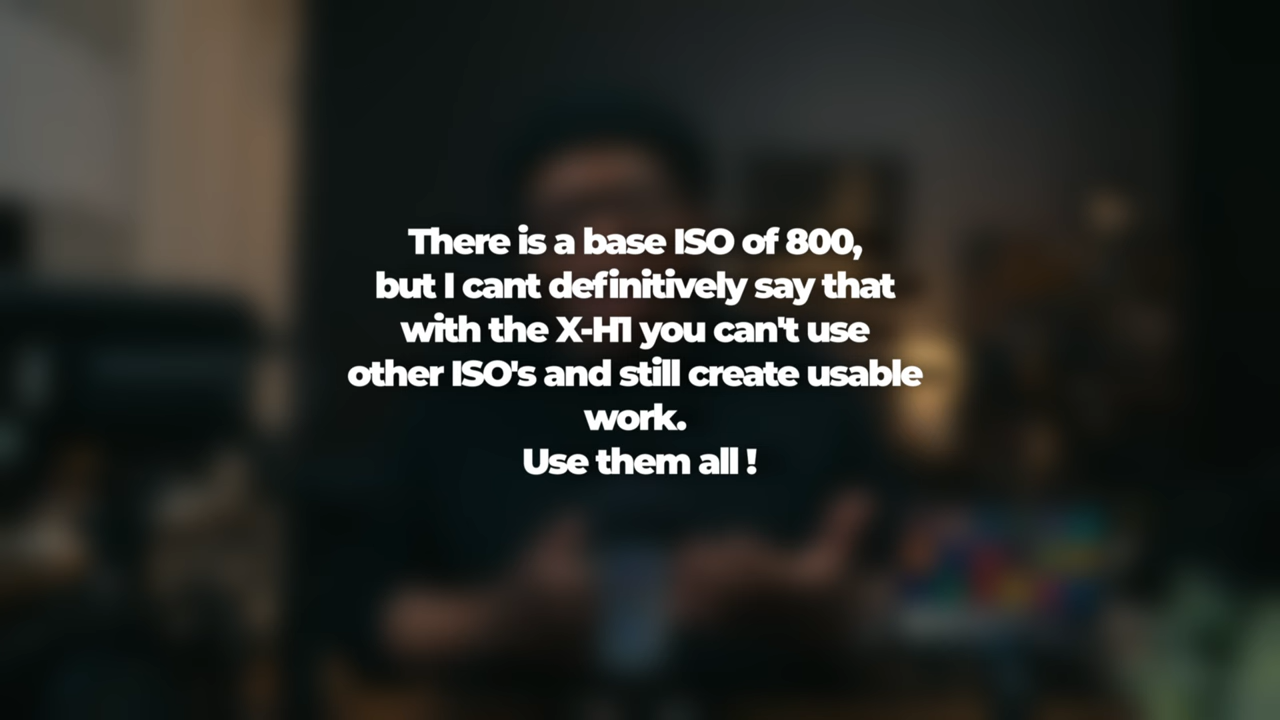 There is a base ISO of 800,
but I cant definitively say that
with the X-H1 you can't use
other ISO's and still create usable
work.
Use them all !